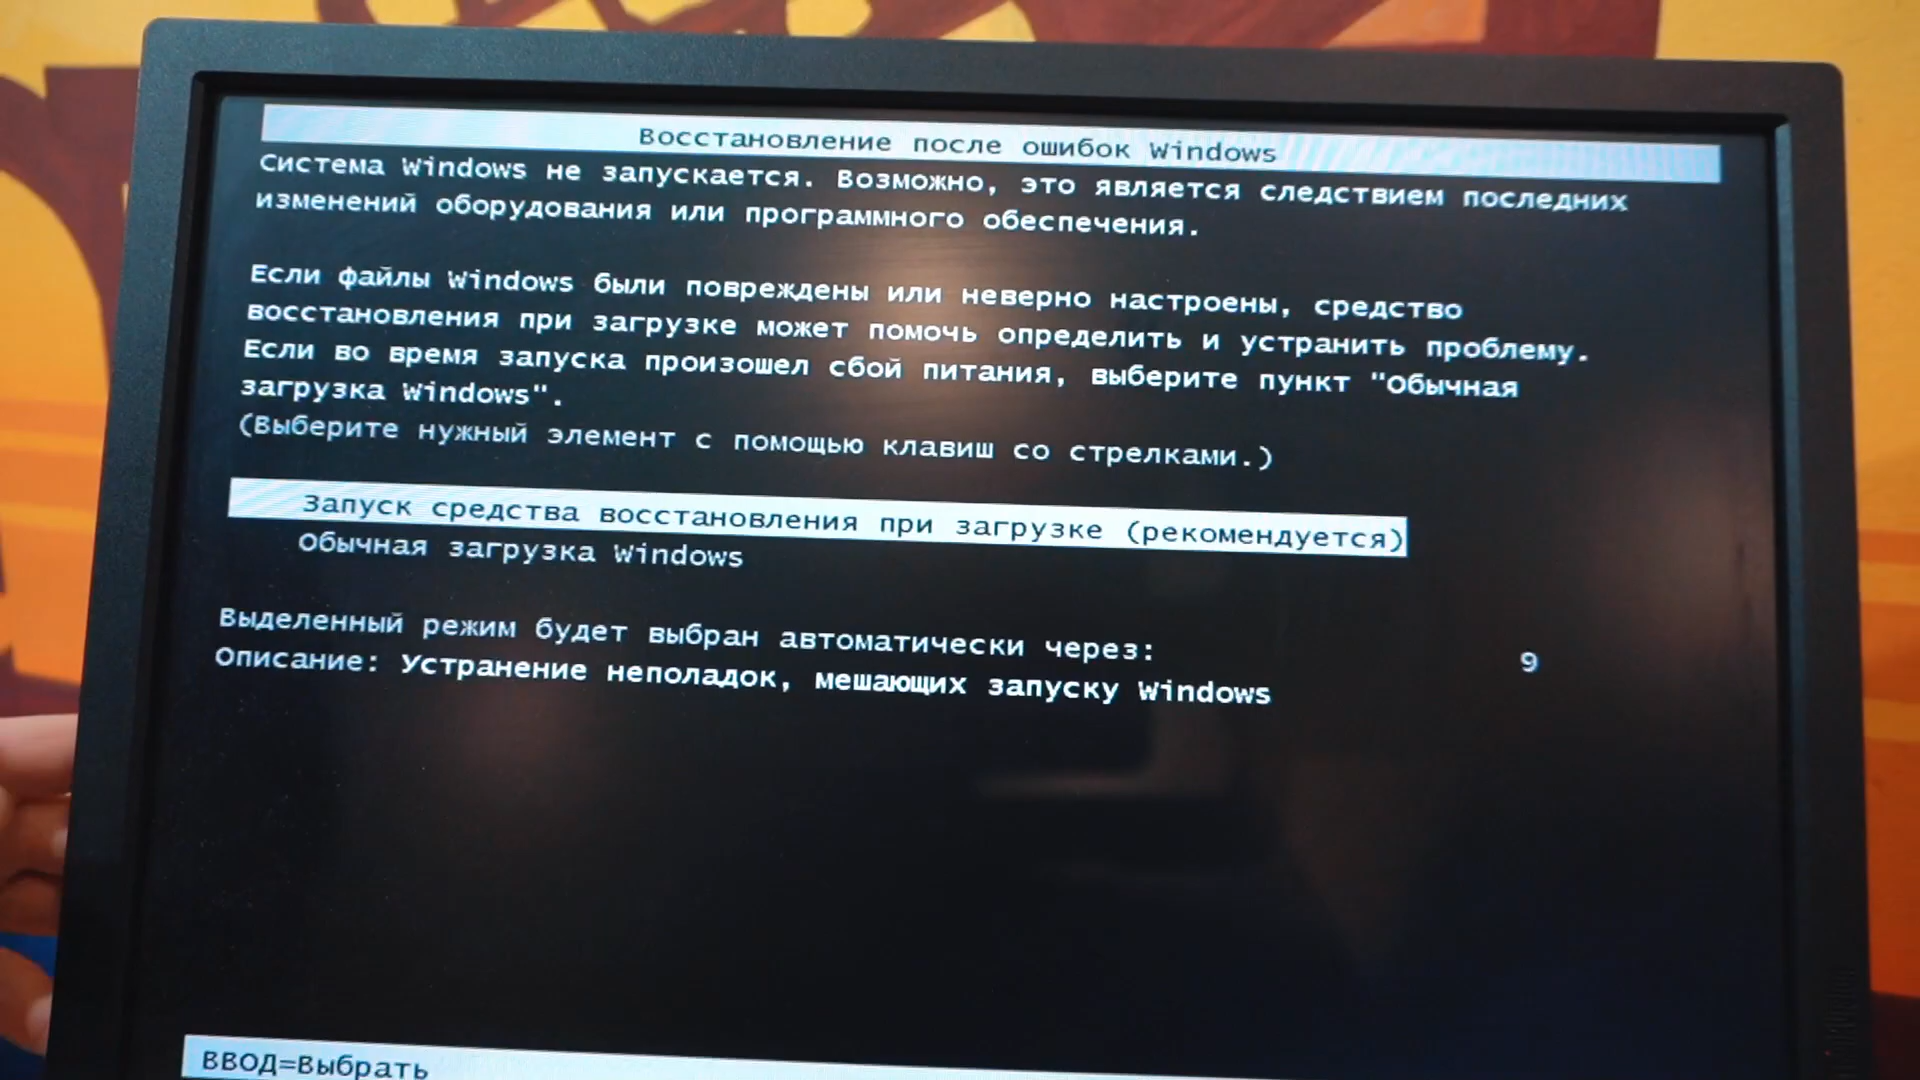 Восстановление после ошибок Windows
Система Windows не запускается. Возможно, это является следствием последних
изменений оборудования или программного обеспечения.
Если файлы Windows были повреждены или неверно настроены, средство
восстановления при загрузке может помочь определить и устранить проблему.
Если во время запуска произошел сбой питания, выберите пункт "Обычная
загрузка Windows".
(Выберите нужный элемент с помощью клавиш со стрелками.)
Запуск средства восстановления при загрузке (рекомендуется)
Обычная загрузка Windows
Выделенный режим будет выбран автоматически через: 9
Описание: Устранение неполадок, мешающих запуску Windows
ВВОД=Выбрать